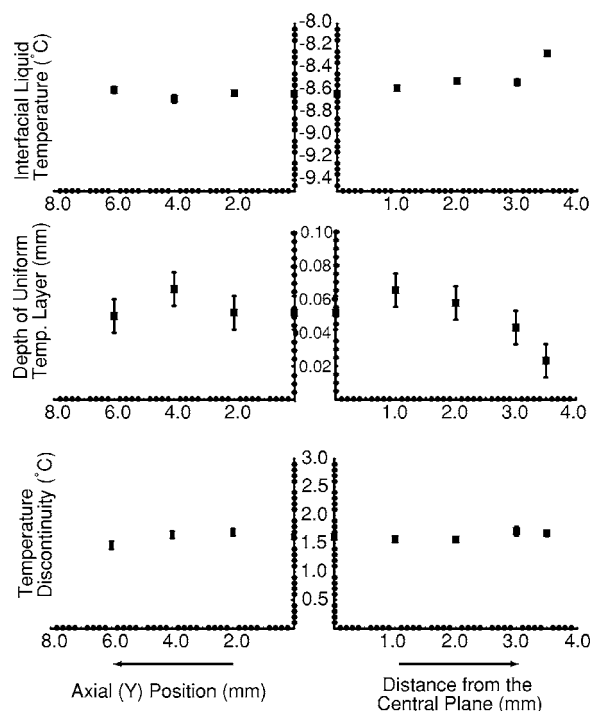 Interfacial Liquid
Temperature (°C)
-8.0
-8.2
-8.4
-8.6
-8.8
-9.0
-9.2
-9.4
8.0 6.0 4.0 2.0
1.0 2.0 3.0 4.0
Depth of Uniform
Temp. Layer (mm)
0.10
0.08
0.06
0.04
0.02
8.0 6.0 4.0 2.0
1.0 2.0 3.0 4.0
Temperature
Discontinuity (°C)
3.0
2.5
2.0
1.5
1.0
0.5
8.0 6.0 4.0 2.0
1.0 2.0 3.0 4.0
Axial (Y) Position (mm)
Distance from the
Central Plane (mm)